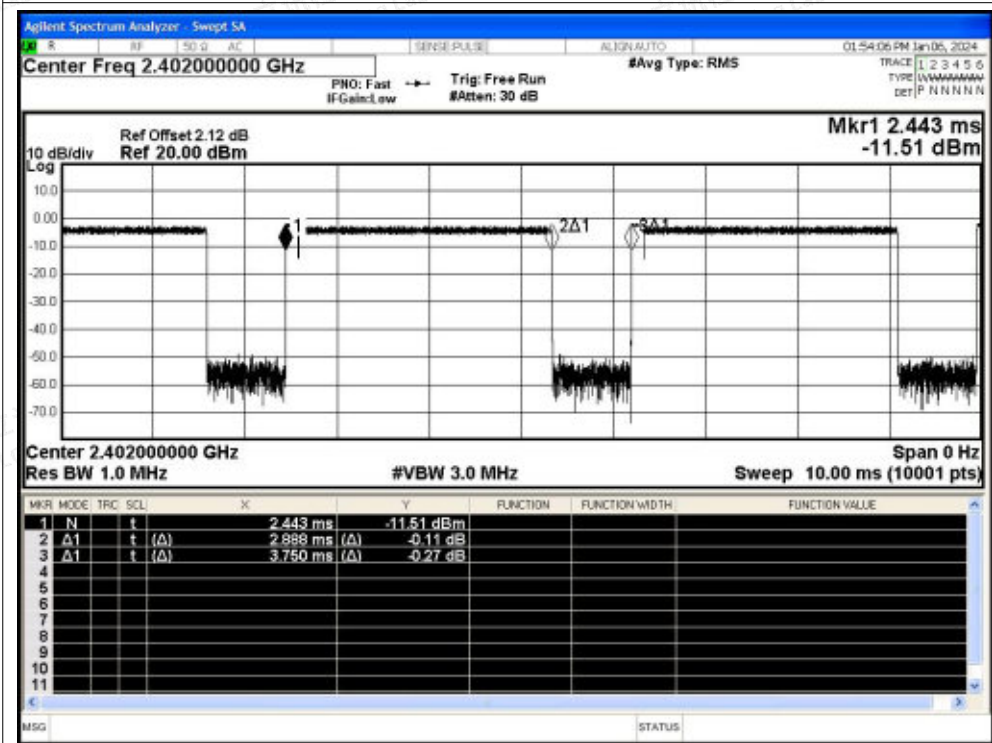 Agilent Spectrum Analyzer - Swept SA
LXI R RF 50 Ω AC SENSE:PULSE ALIGN AUTO 01:54:06 PM Jan 06, 2024
Center Freq 2.402000000 GHz #Avg Type: RMS TRACE 1 2 3 4 5 6
PNO: Fast Trig: Free Run TYPE WWWWWWW
IFGain:Low #Atten: 30 dB DET P N N N N N
Mkr1 2.443 ms
Ref Offset 2.12 dB
10 dB/div Ref 20.00 dBm -11.51 dBm
Log
10.0
0.00
1 2Δ1 3Δ1
-10.0
-20.0
-30.0
-40.0
-50.0
-60.0
-70.0
Center 2.402000000 GHz Span 0 Hz
Res BW 1.0 MHz #VBW 3.0 MHz Sweep 10.00 ms (10001 pts)
MKR MODE TRC SCL X Y FUNCTION FUNCTION WIDTH FUNCTION VALUE
1 N t 2.443 ms -11.51 dBm
2 Δ1 t (Δ) 2.888 ms (Δ) -0.11 dB
3 Δ1 t (Δ) 3.750 ms (Δ) -0.27 dB
4
5
6
7
8
9
10
11
MSG STATUS